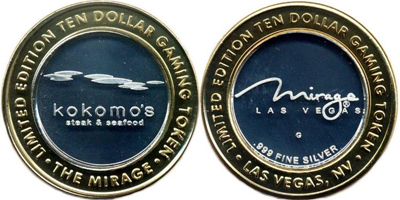 LIMITED EDITION TEN DOLLAR GAMING TOKEN
kokomo's
steak & seafood
• THE MIRAGE •
LIMITED EDITION TEN DOLLAR GAMING TOKEN
mirage®
LAS VEGAS
G
.999 FINE SILVER
• LAS VEGAS, NV •